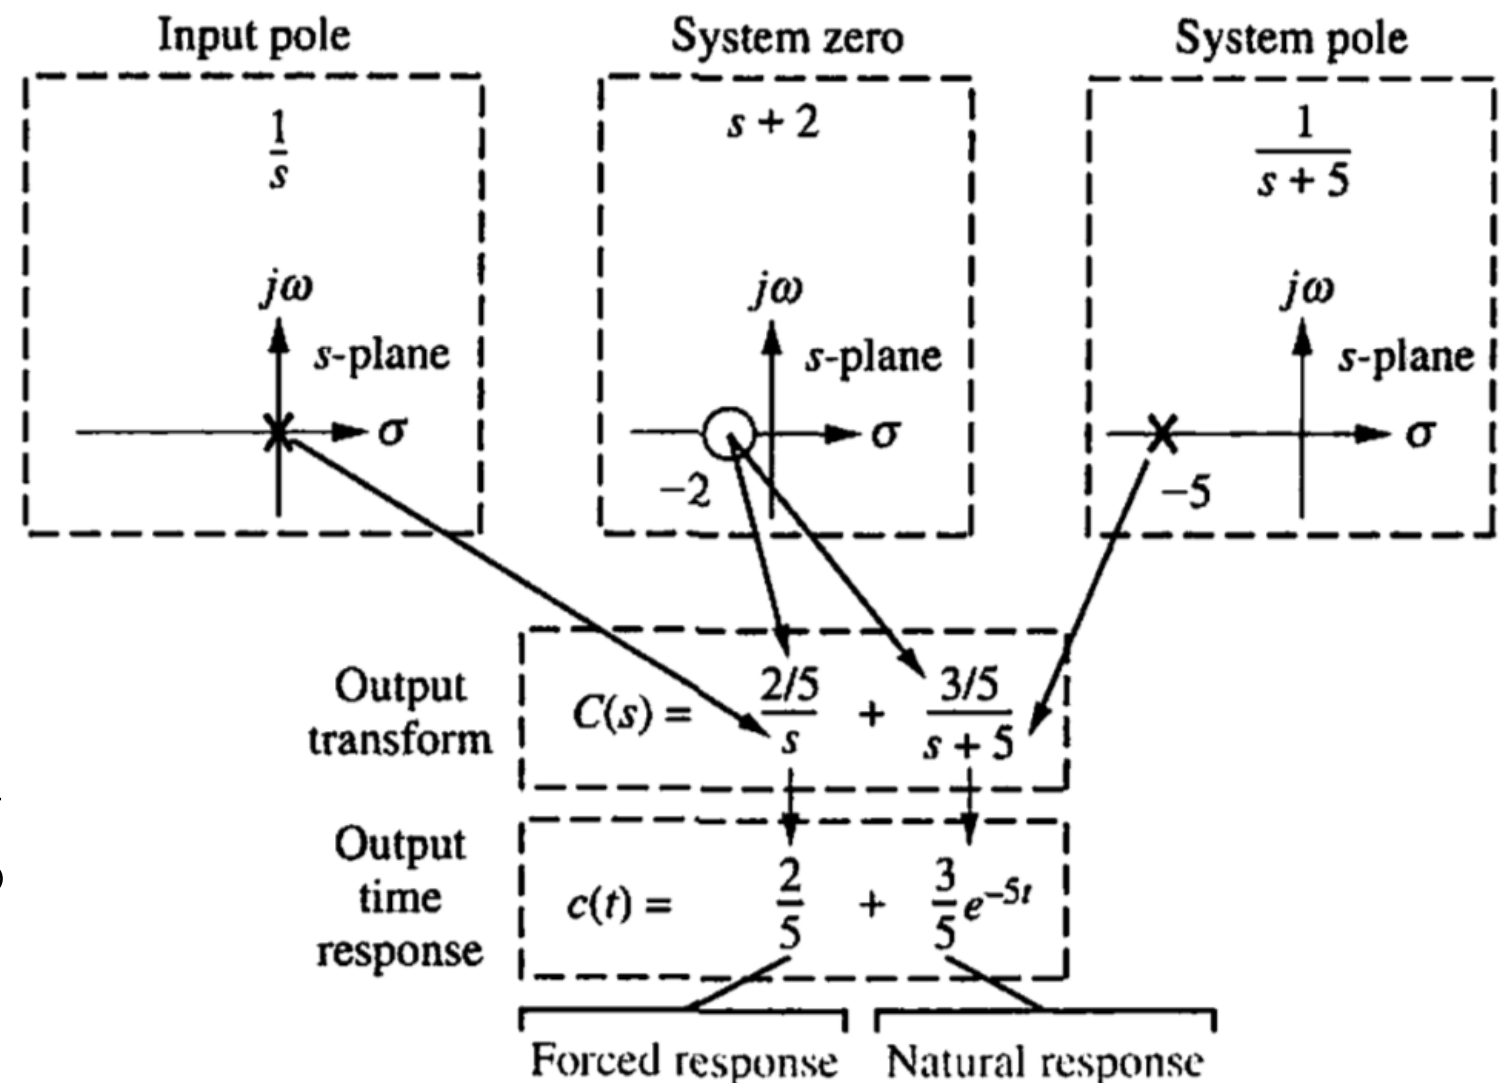 Input pole
System zero
System pole
1/s
s + 2
1/(s + 5)
jω
s-plane
σ
jω
s-plane
σ
−2
jω
s-plane
σ
−5
Output
transform
C(s) = (2/5)/s + (3/5)/(s + 5)
Output
time
response
c(t) = 2/5 + 3/5 e^−5t
Forced response
Natural response